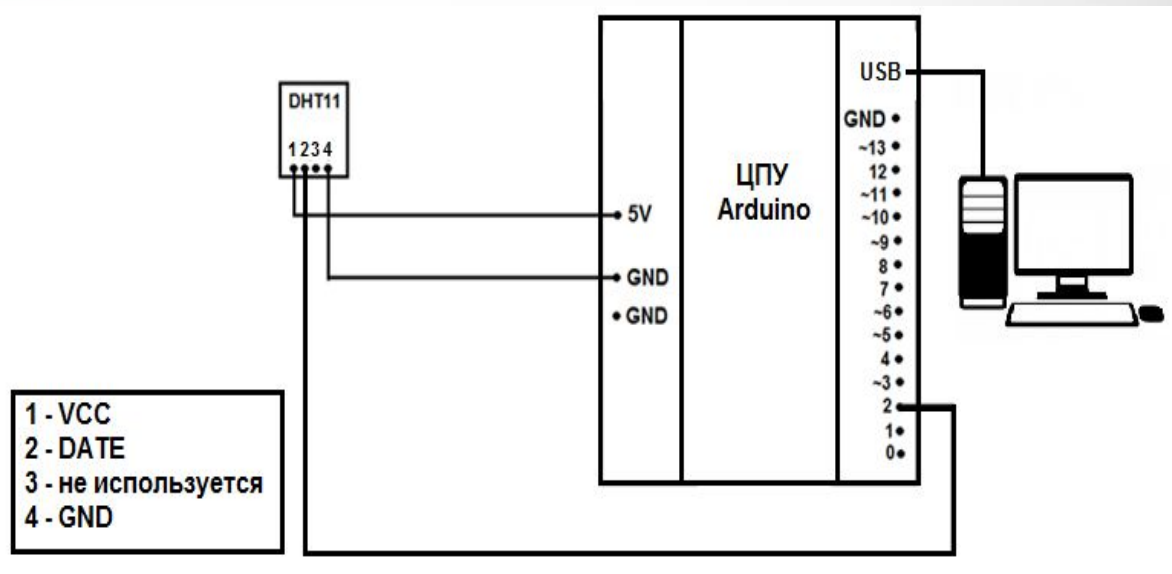 DHT11
1 2 3 4
5V
GND
GND
ЦПУ
Arduino
USB
GND
~13
12
~11
~10
~9
8
7
~6
~5
4
~3
2
1
0
1 - VCC
2 - DATE
3 - не используется
4 - GND